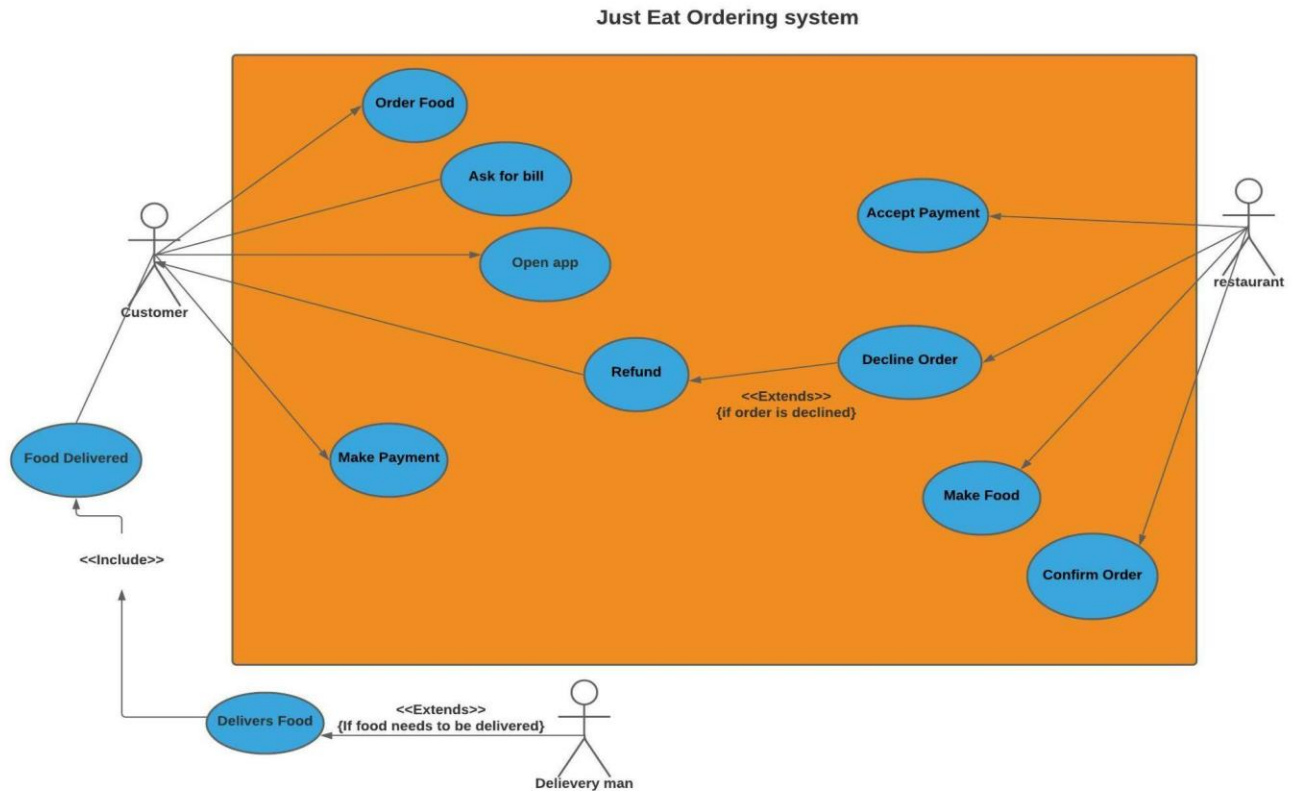 Just Eat Ordering system
Order Food
Ask for bill
Accept Payment
Open app
Customer
restaurant
Refund
Decline Order
<<Extends>>
{if order is declined}
Food Delivered
Make Payment
Make Food
<<Include>>
Confirm Order
Delivers Food
<<Extends>>
{If food needs to be delivered}
Delievery man